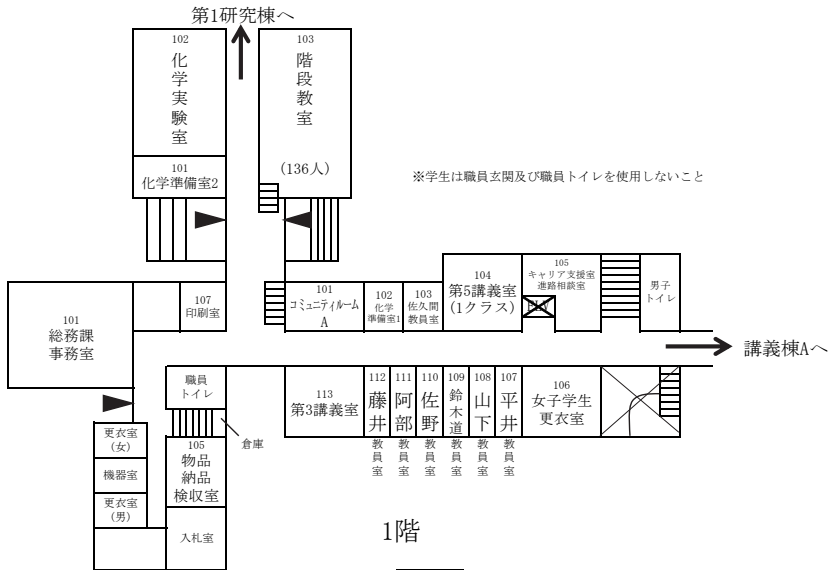 第1研究棟へ
102
化学実験室
103
階段教室
(136人)
101
化学準備室2
※学生は職員玄関及び職員トイレを使用しないこと
101
総務課
事務室
107
印刷室
101
コミュニティルーム
A
102
化学
準備室1
103
佐久間
教員室
104
第5講義室
(1クラス)
105
キャリア支援室
進路相談室
男子
トイレ
講義棟Aへ
職員
トイレ
倉庫
更衣室
(女)
機器室
更衣室
(男)
105
物品
納品
検収室
入札室
113
第3講義室
112
藤井
教員室
111
阿部
教員室
110
佐野
教員室
109
鈴木道
教員室
108
山下
教員室
107
平井
教員室
106
女子学生
更衣室
1階